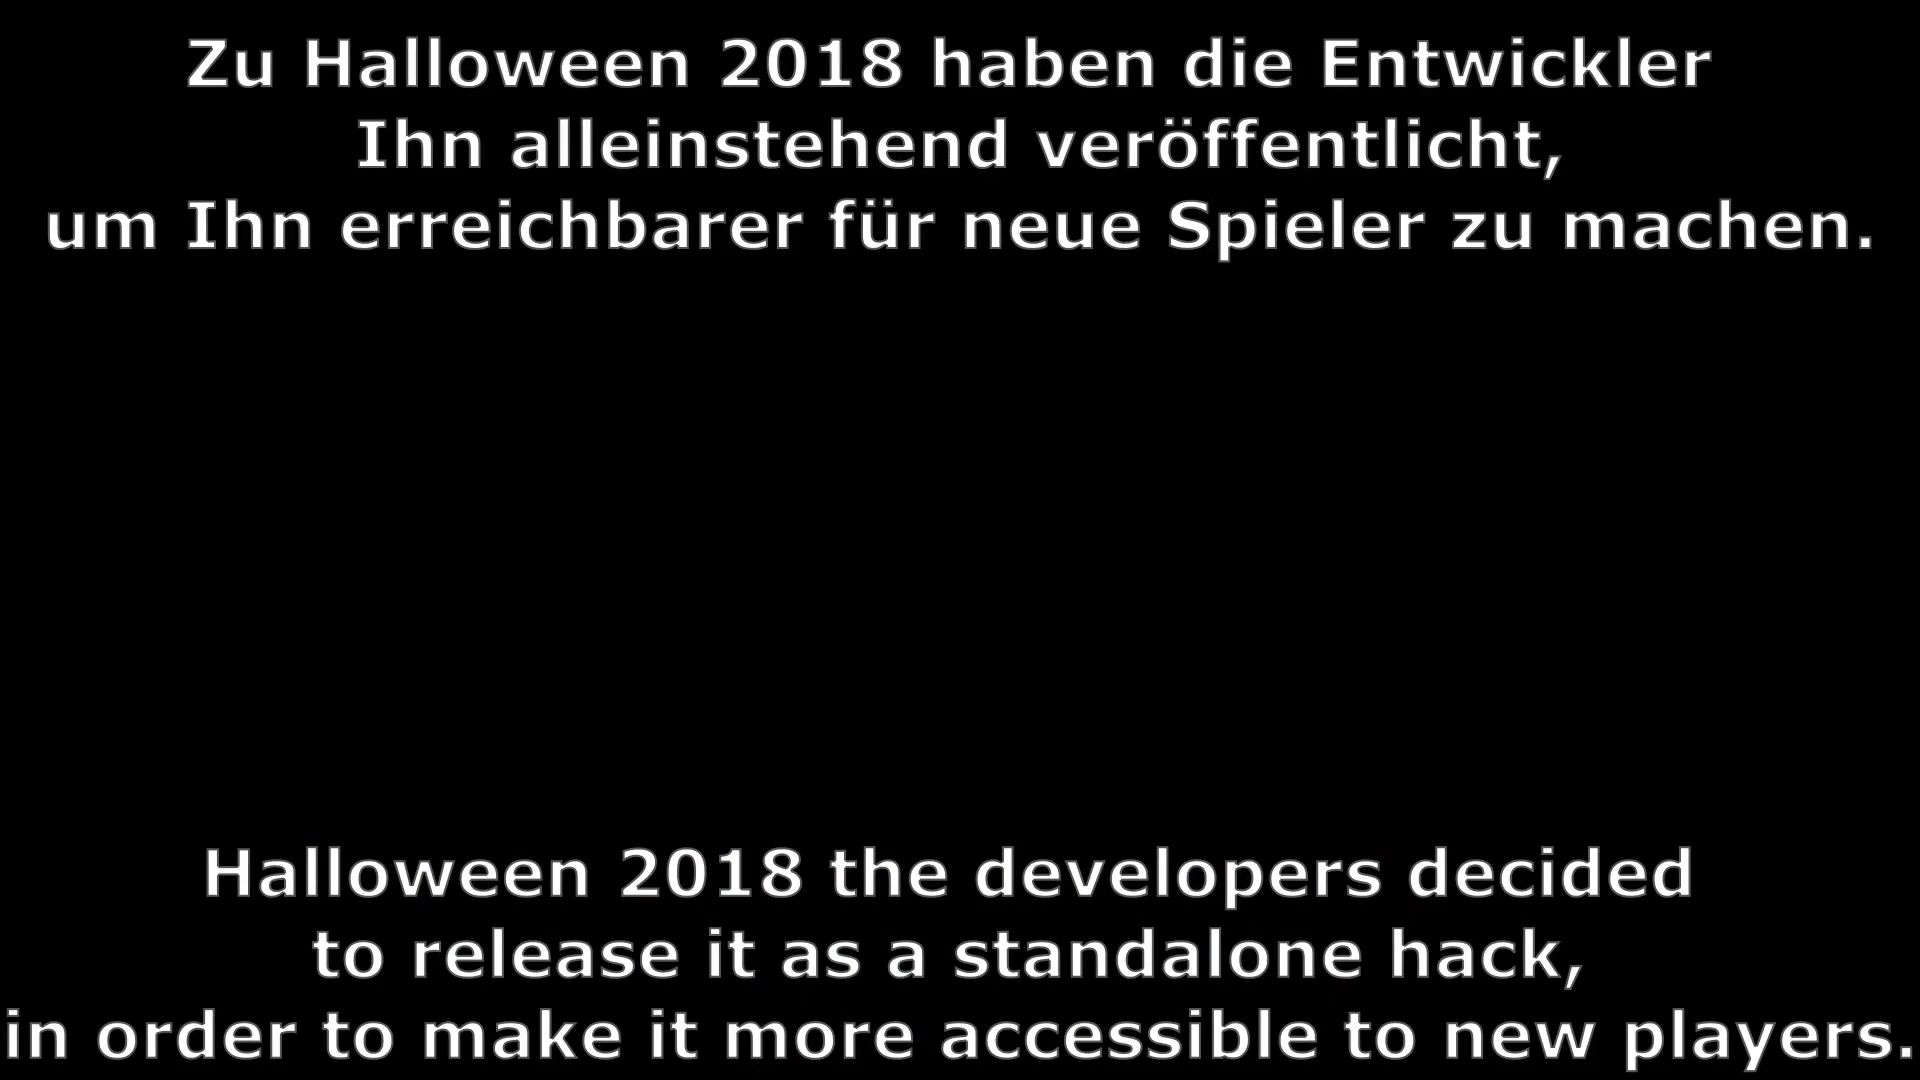 Zu Halloween 2018 haben die Entwickler
Ihn alleinstehend veröffentlicht,
um Ihn erreichbarer für neue Spieler zu machen.
Halloween 2018 the developers decided
to release it as a standalone hack,
in order to make it more accessible to new players.